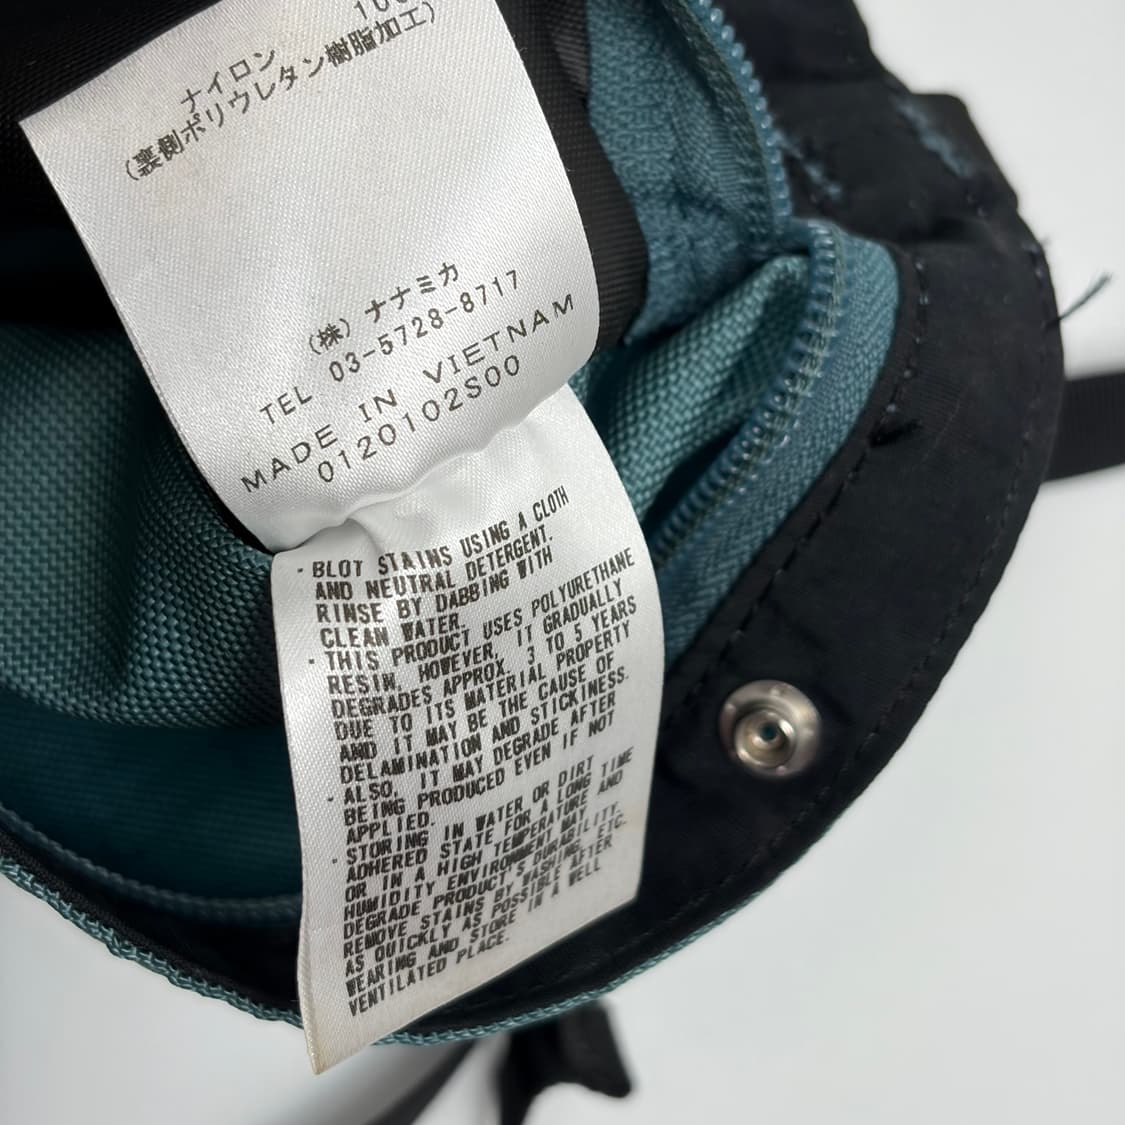 ナイロン
(裏側ポリウレタン樹脂加工)
(株) ナナミカ
TEL 03-5728-8717
MADE IN VIETNAM
0120102S00
・BLOT STAINS USING A CLOTH
AND NEUTRAL DETERGENT.
RINSE BY DABBING WITH
CLEAN WATER.
・THIS PRODUCT USES POLYURETHANE
RESIN. HOWEVER, IT GRADUALLY
DEGRADES APPROX. 3 TO 5 YEARS
DUE TO ITS MATERIAL PROPERTY
AND IT MAY BE THE CAUSE OF
DELAMINATION AND STICKINESS.
・ALSO, IT MAY DEGRADE AFTER
BEING PRODUCED EVEN IF NOT
APPLIED.
・STORING IN WATER OR DIRT
ADHERED STATE FOR A LONG TIME
OR IN A HIGH TEMPERATURE AND
HUMIDITY ENVIRONMENT MAY
DEGRADE PRODUCT'S DURABILITY.
REMOVE STAINS BY WASHING, ETC.
AS QUICKLY AS POSSIBLE AFTER
WEARING AND STORE IN A WELL
VENTILATED PLACE.